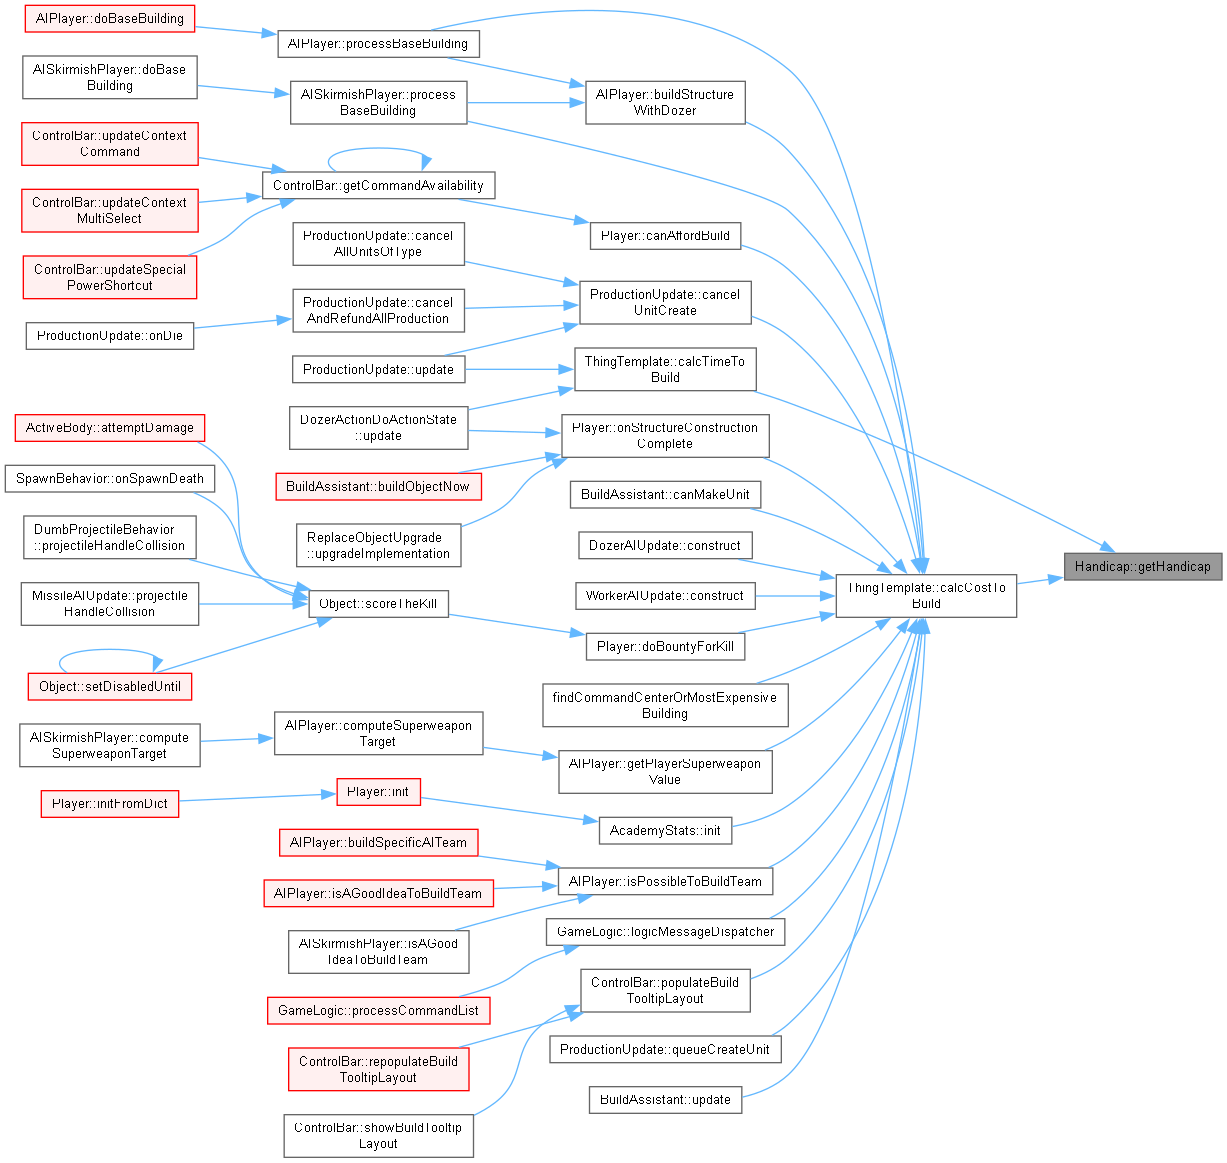 AIPlayer::doBaseBuilding
AISkirmishPlayer::doBase
Building
ControlBar::updateContext
Command
ControlBar::updateContext
MultiSelect
ControlBar::updateSpecial
PowerShortcut
ProductionUpdate::onDie
ActiveBody::attemptDamage
SpawnBehavior::onSpawnDeath
DumbProjectileBehavior
::projectileHandleCollision
MissileAIUpdate::projectile
HandleCollision
Object::setDisabledUntil
AISkirmishPlayer::compute
SuperweaponTarget
Player::initFromDict
AIPlayer::processBaseBuilding
AISkirmishPlayer::process
BaseBuilding
ControlBar::getCommandAvailability
ProductionUpdate::cancel
AllUnitsOfType
ProductionUpdate::cancel
AndRefundAllProduction
ProductionUpdate::update
DozerActionDoActionState
::update
BuildAssistant::buildObjectNow
ReplaceObjectUpgrade
::upgradeImplementation
Object::scoreTheKill
AIPlayer::computeSuperweapon
Target
Player::init
AIPlayer::buildSpecificAITeam
AIPlayer::isAGoodIdeaToBuildTeam
AISkirmishPlayer::isAGood
IdeaToBuildTeam
GameLogic::processCommandList
ControlBar::repopulateBuild
TooltipLayout
ControlBar::showBuildTooltip
Layout
AIPlayer::buildStructure
WithDozer
Player::canAffordBuild
ProductionUpdate::cancel
UnitCreate
ThingTemplate::calcTimeTo
Build
Player::onStructureConstruction
Complete
BuildAssistant::canMakeUnit
DozerAIUpdate::construct
WorkerAIUpdate::construct
Player::doBountyForKill
findCommandCenterOrMostExpensive
Building
AIPlayer::getPlayerSuperweapon
Value
AcademyStats::init
AIPlayer::isPossibleToBuildTeam
GameLogic::logicMessageDispatcher
ControlBar::populateBuild
TooltipLayout
ProductionUpdate::queueCreateUnit
BuildAssistant::update
ThingTemplate::calcCostTo
Build
Handicap::getHandicap